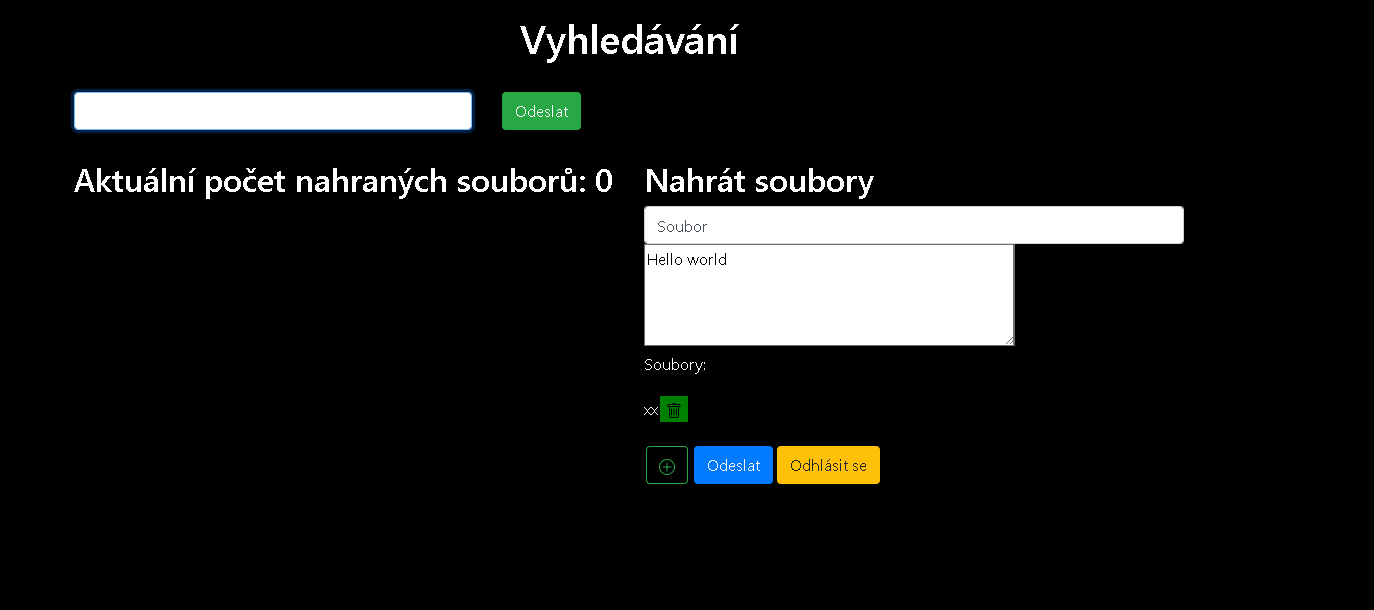 Vyhledávání
Odeslat
Aktuální počet nahraných souborů: 0
Nahrát soubory
Soubor
Hello world
Soubory:
xx
Odeslat Odhlásit se